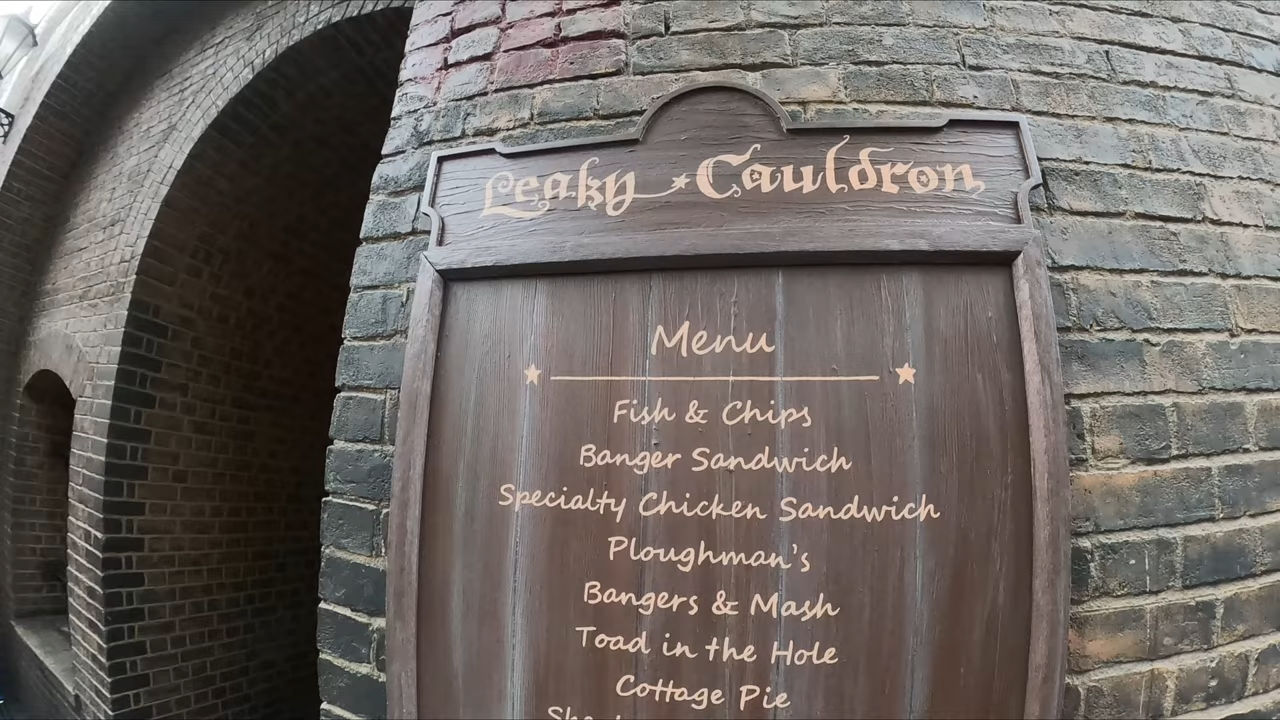 Leaky Cauldron
Menu
Fish & Chips
Banger Sandwich
Specialty Chicken Sandwich
Ploughman's
Bangers & Mash
Toad in the Hole
Cottage Pie